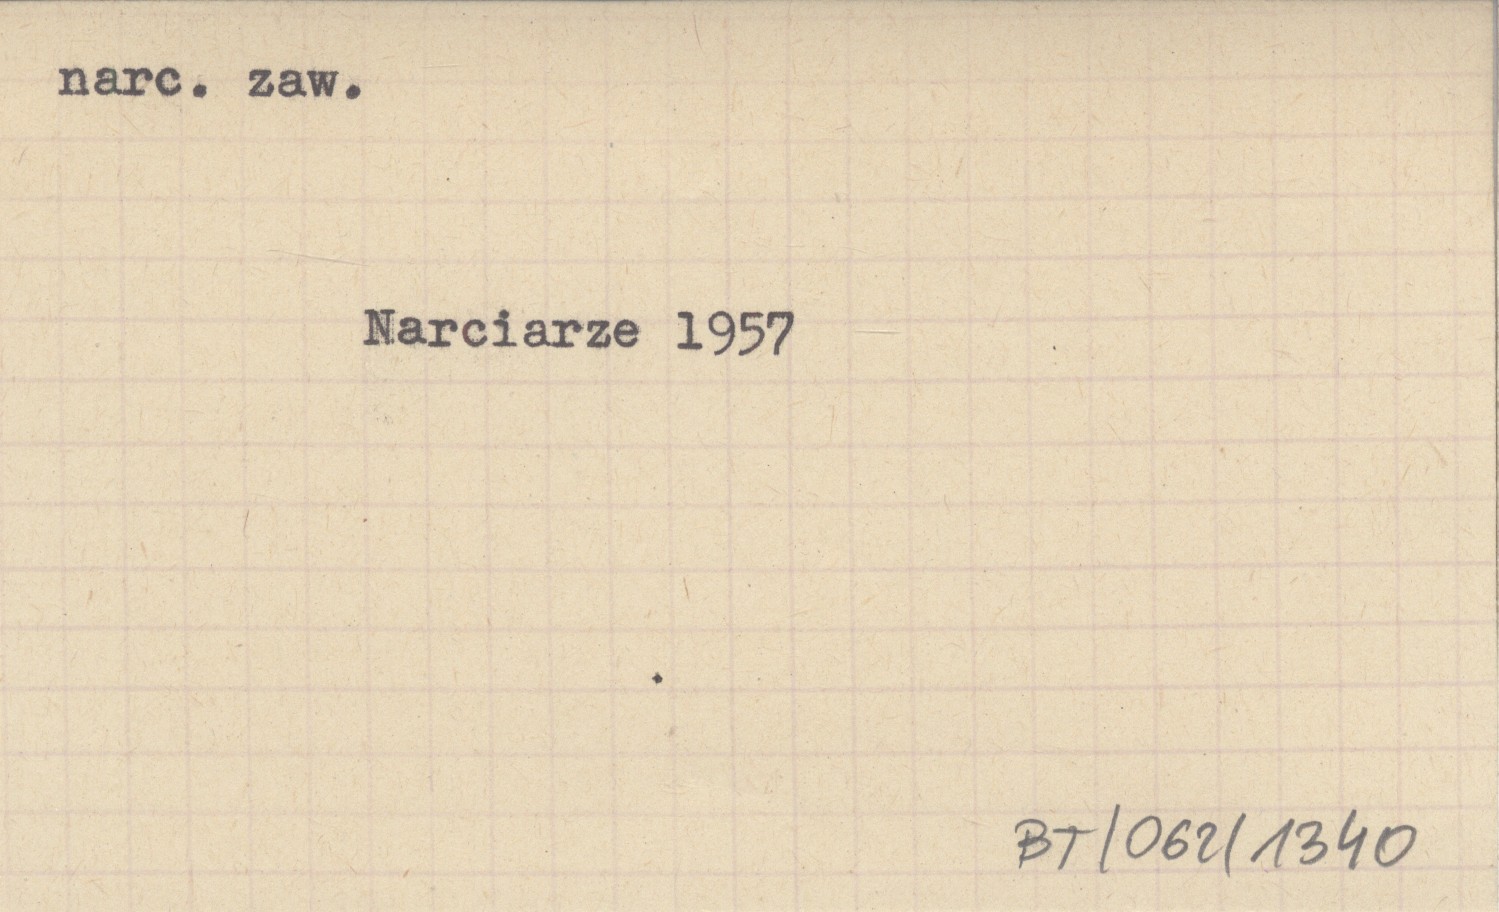 narc. zaw.
Narciarze 1957
BT/062/1340